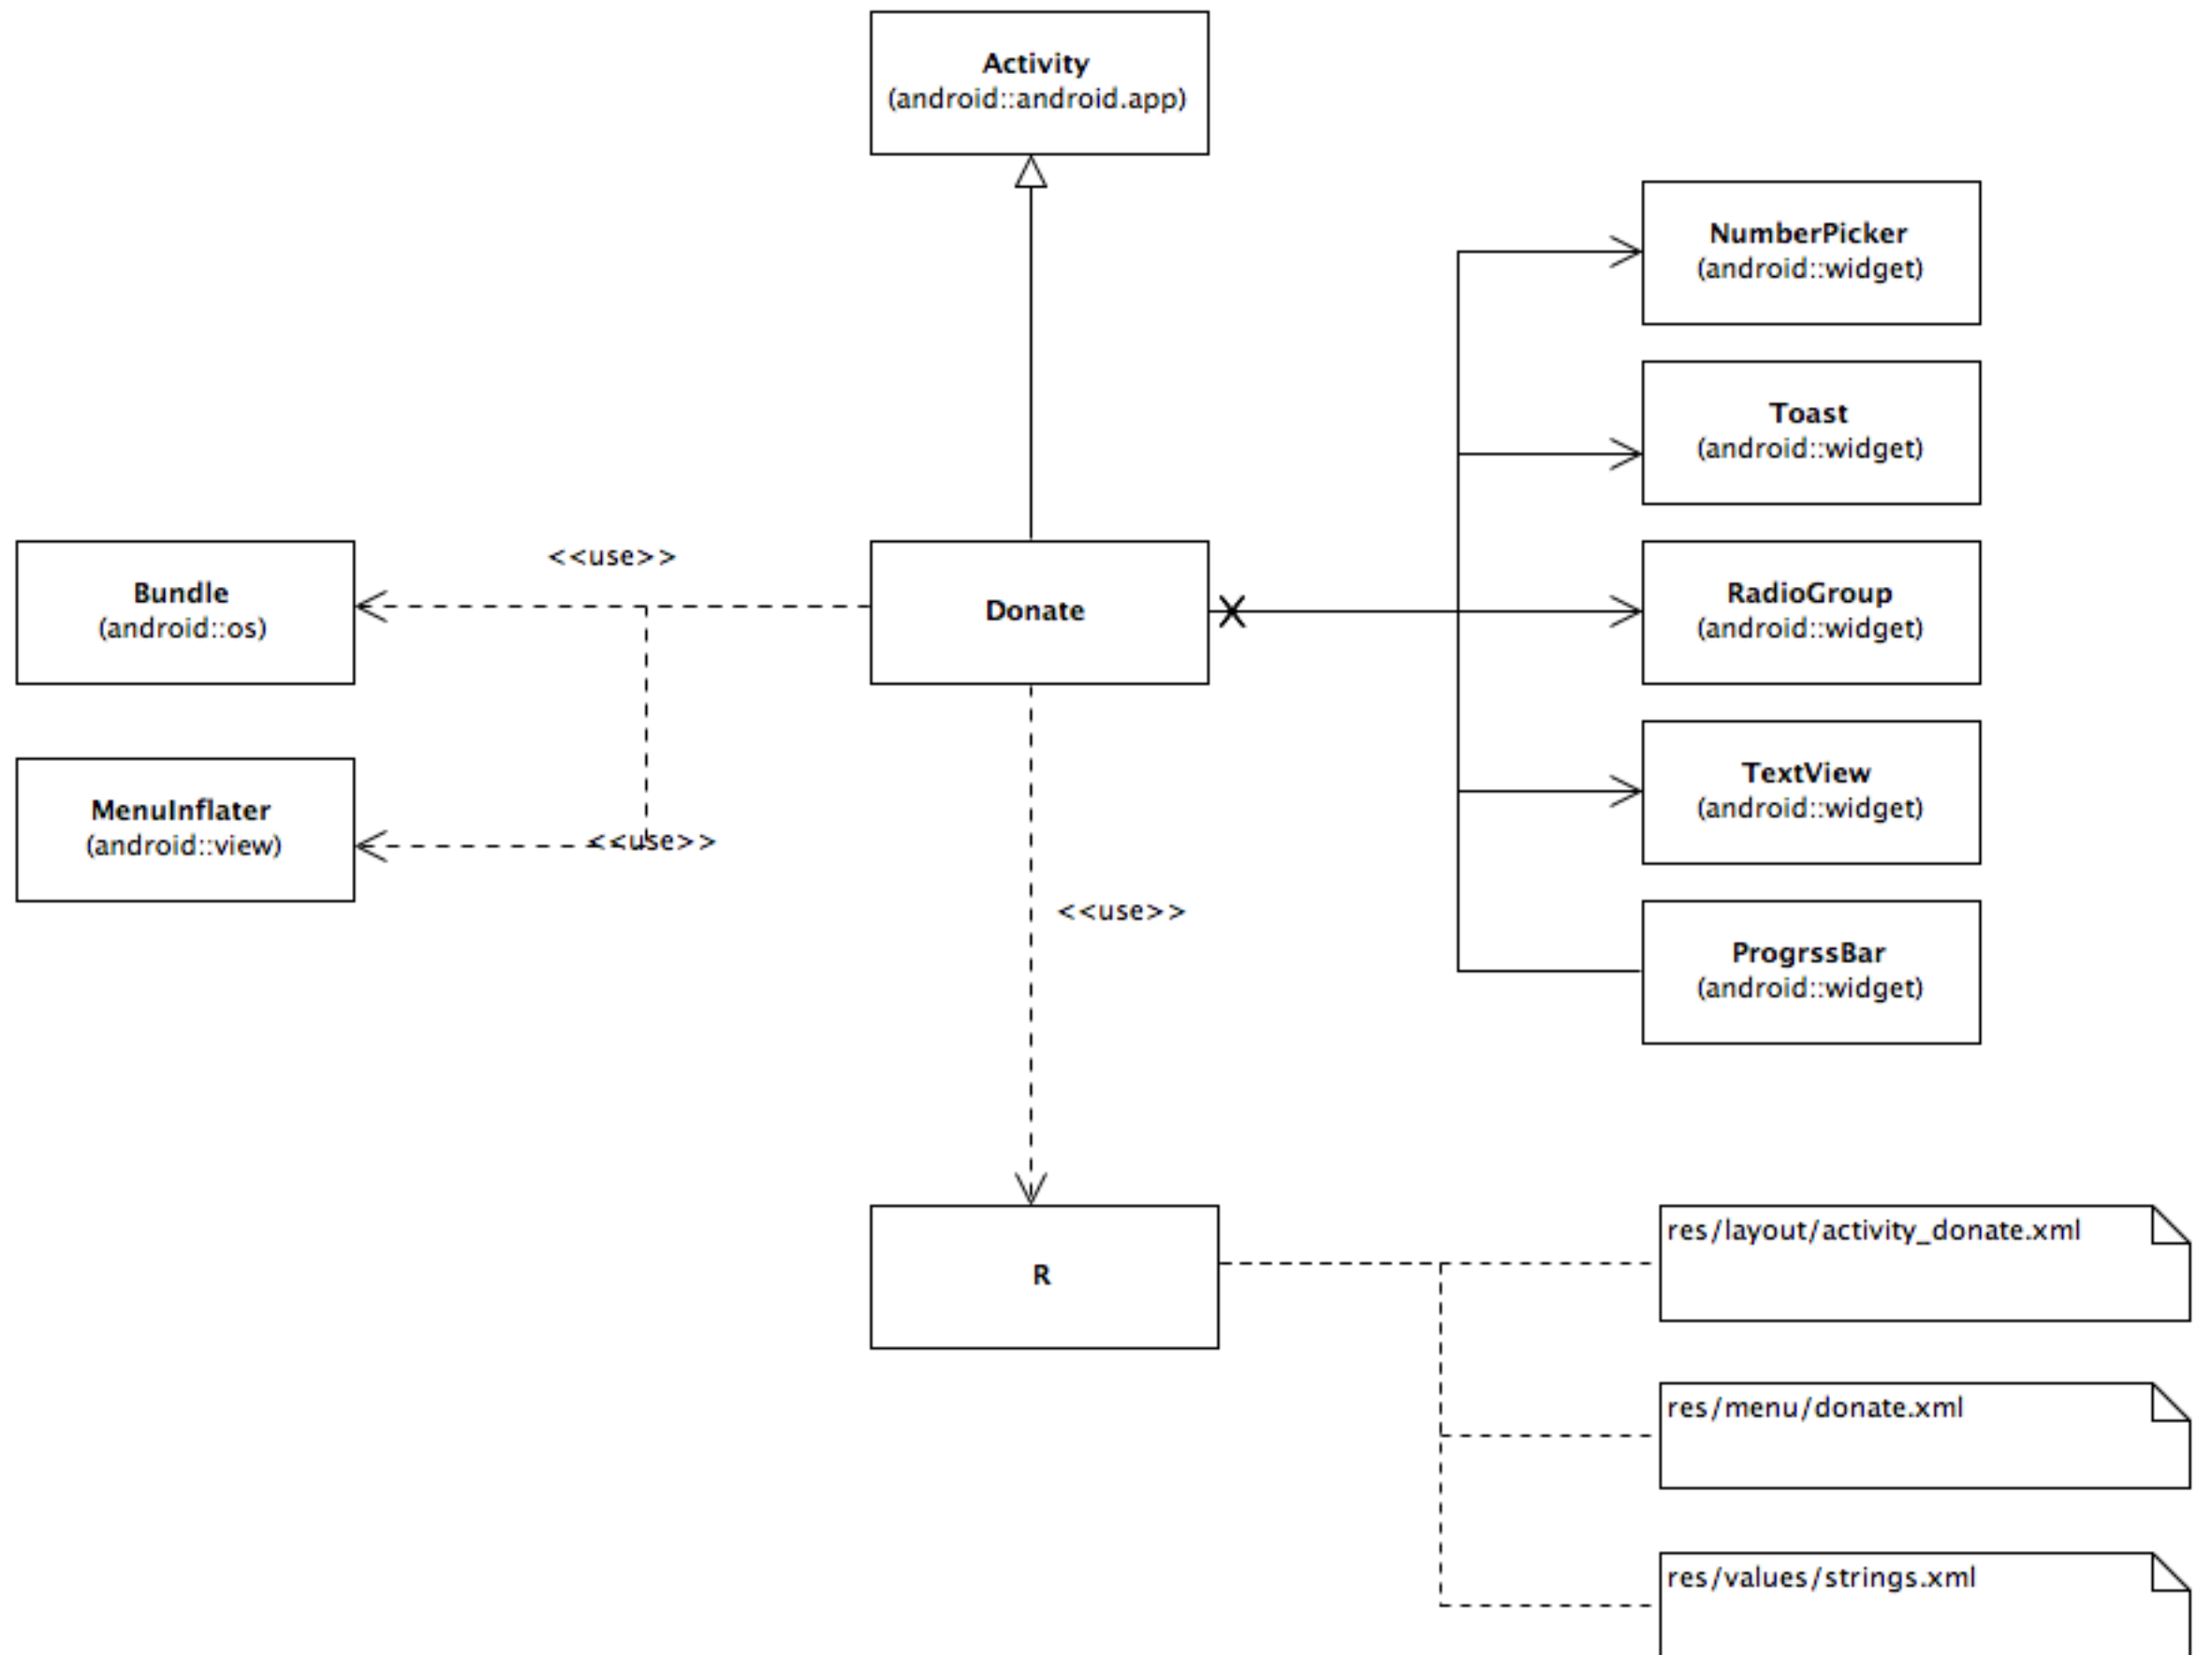 Activity
(android::android.app)
NumberPicker
(android::widget)
Toast
(android::widget)
<<use>>
Bundle
(android::os)
Donate
RadioGroup
(android::widget)
MenuInflater
(android::view)
<<use>>
TextView
(android::widget)
<<use>>
ProgrssBar
(android::widget)
R
res/layout/activity_donate.xml
res/menu/donate.xml
res/values/strings.xml